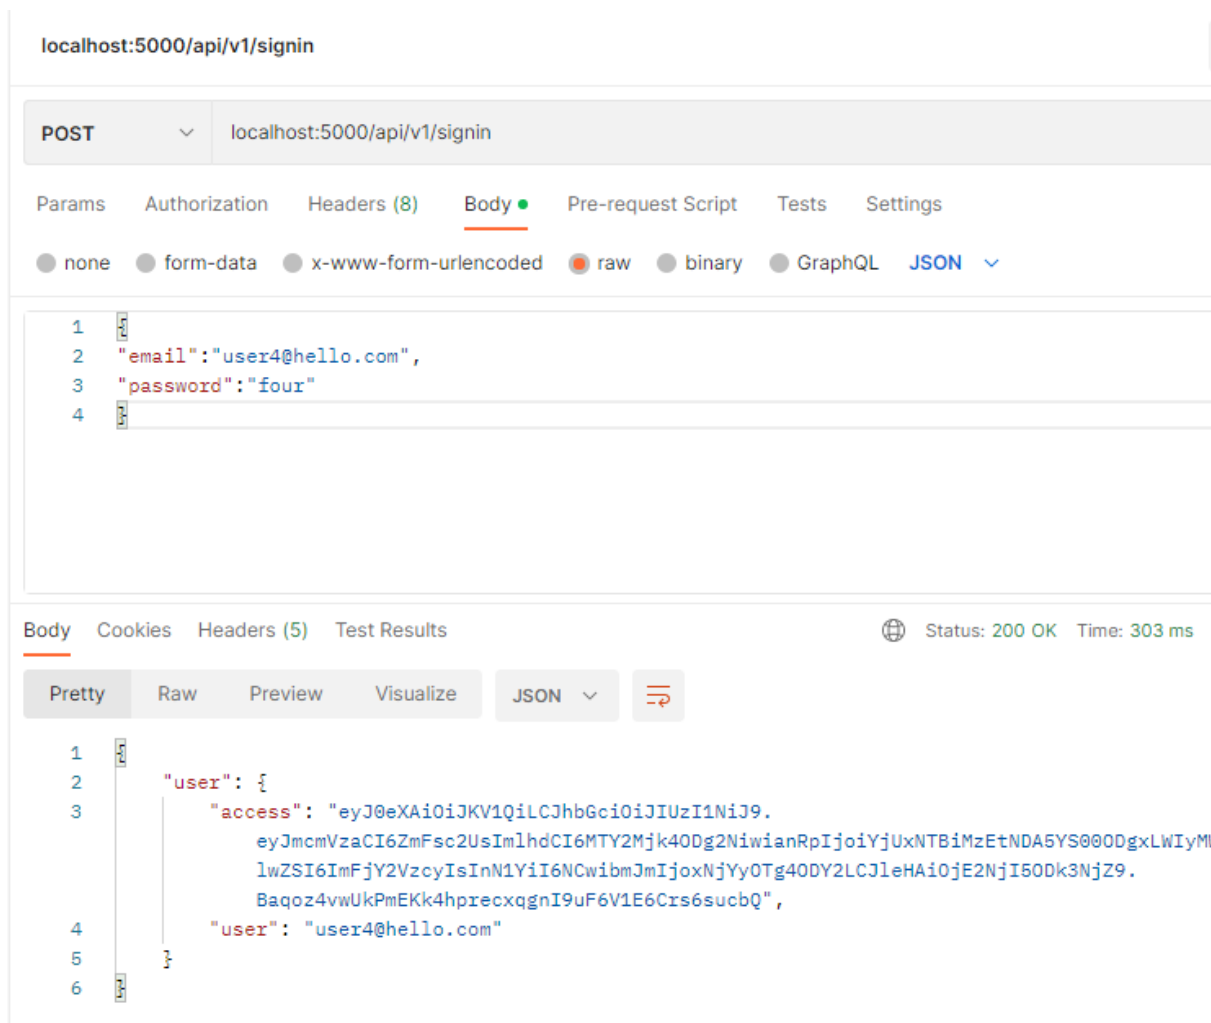 localhost:5000/api/v1/signin
POST localhost:5000/api/v1/signin
Params Authorization Headers (8) Body Pre-request Script Tests Settings
none form-data x-www-form-urlencoded raw binary GraphQL JSON
1 {
2 "email":"user4@hello.com",
3 "password":"four"
4 }
Body Cookies Headers (5) Test Results Status: 200 OK Time: 303 ms
Pretty Raw Preview Visualize JSON
1 {
2 "user": {
3 "access": "eyJ0eXAiOiJKV1QiLCJhbGciOiJIUzI1NiJ9.
eyJmcmVzaCI6ZmFsc2UsImlhdCI6MTY2Mjk4ODg2NiwianRpIjoiYjUxNTBiMzEtNDA5YS00ODgxLWIyM
lwZSI6ImFjY2VzcyIsInN1YiI6NCwibmJmIjoxNjYyOTg4ODY2LCJleHAiOjE2NjI5ODk3NjZ9.
Baqoz4vwUkPmEKk4hprecxqgnI9uF6V1E6Crs6sucbQ",
4 "user": "user4@hello.com"
5 }
6 }